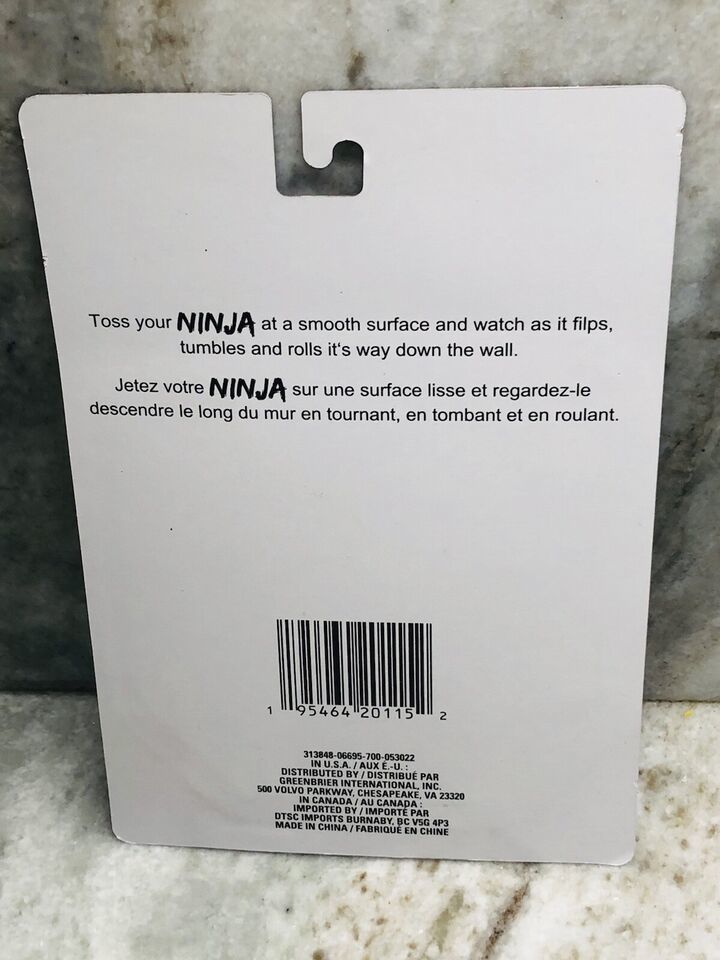 Toss your NINJA at a smooth surface and watch as it filps,
tumbles and rolls it's way down the wall.
Jetez votre NINJA sur une surface lisse et regardez-le
descendre le long du mur en tournant, en tombant et en roulant.
1 95464 20115 2
313848-06695-700-053022
IN U.S.A. / AUX É.-U. :
DISTRIBUTED BY / DISTRIBUÉ PAR
GREENBRIER INTERNATIONAL, INC.
500 VOLVO PARKWAY, CHESAPEAKE, VA 23320
IN CANADA / AU CANADA :
IMPORTED BY / IMPORTÉ PAR
DTSC IMPORTS BURNABY, BC V5G 4P3
MADE IN CHINA / FABRIQUÉ EN CHINE